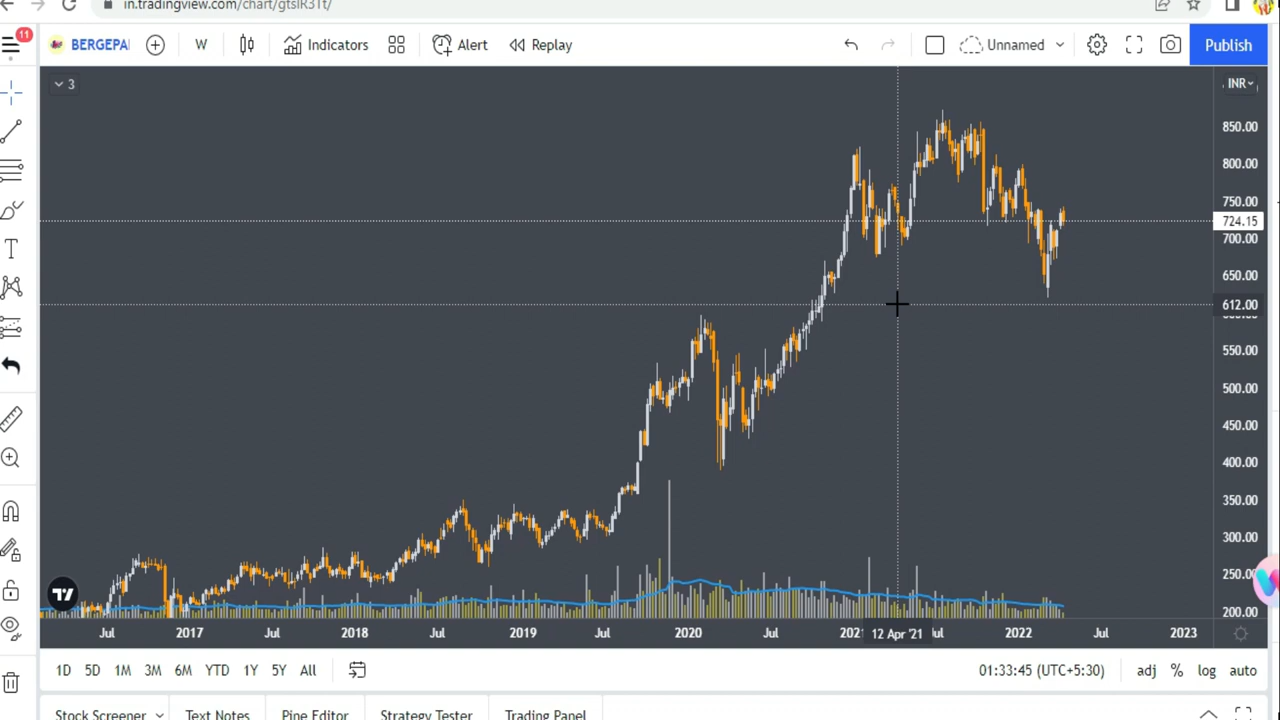 in.tradingview.com/chart/gtslR3Tt/
11
BERGEPA
W
Indicators
Alert
Replay
Unnamed
Publish
3
INR
850.00
800.00
750.00
724.15
700.00
650.00
612.00
550.00
500.00
450.00
400.00
350.00
300.00
250.00
200.00
Jul 2017 Jul 2018 Jul 2019 Jul 2020 Jul 2021 12 Apr '21 Jul 2022 Jul 2023
1D 5D 1M 3M 6M YTD 1Y 5Y All 01:33:45 (UTC+5:30) adj % log auto
Stock Screener Text Notes Pine Editor Strategy Tester Trading Panel